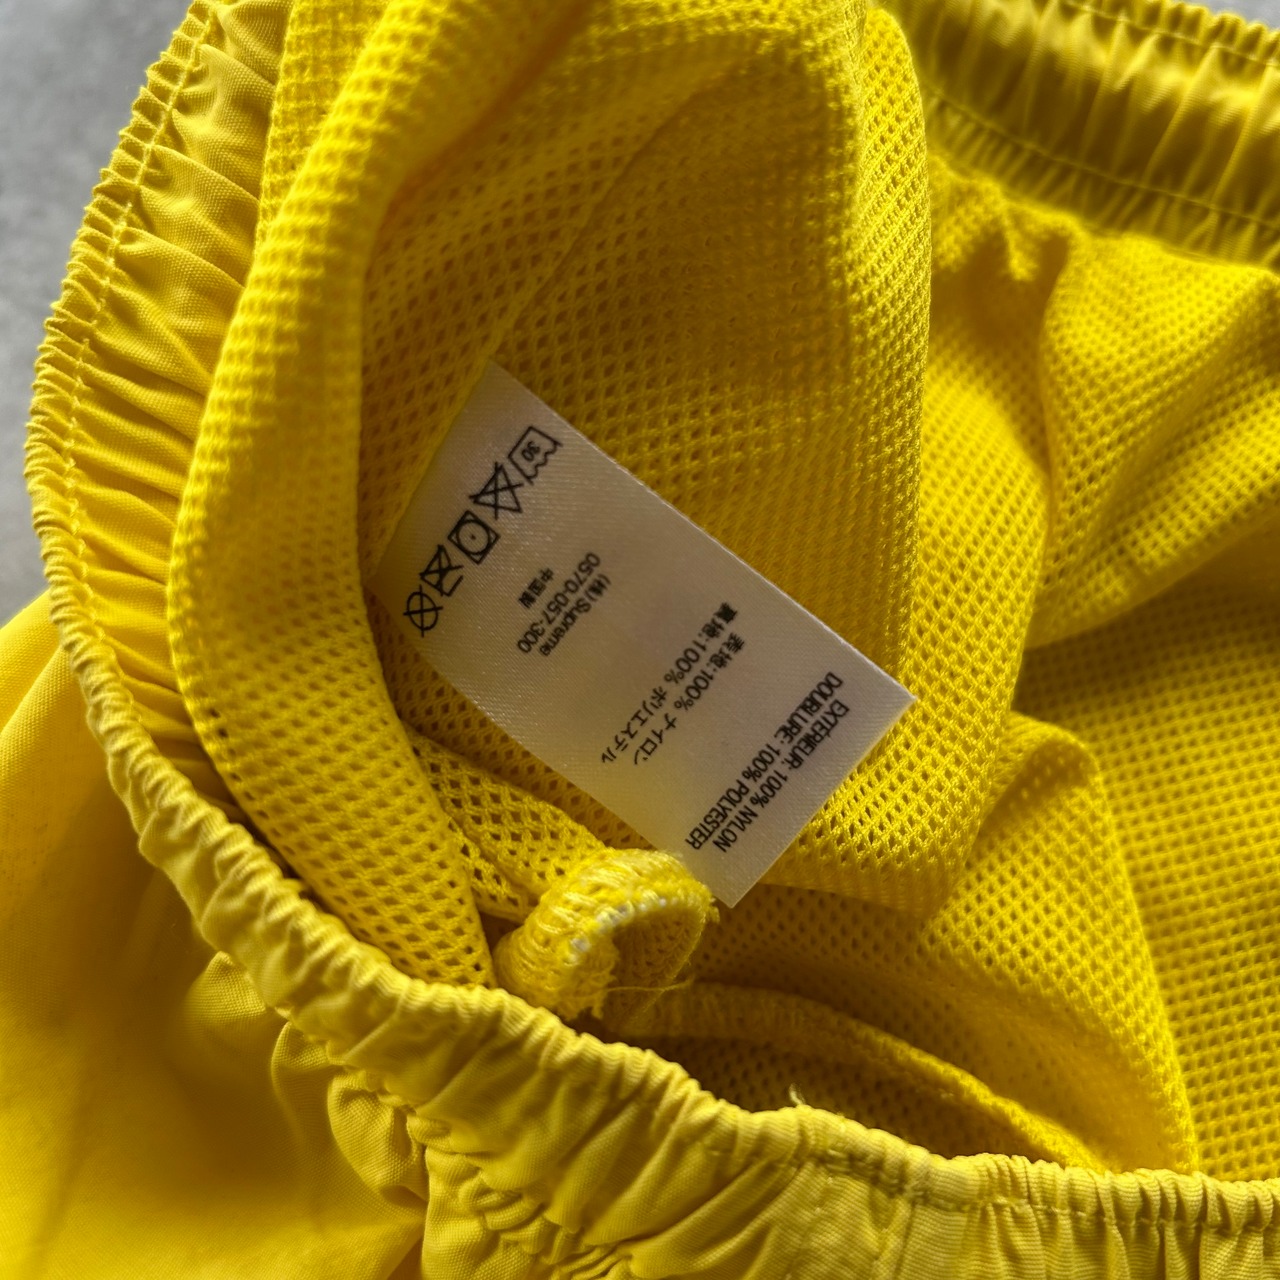 EXTÉRIEUR: 100% NYLON
DOUBLURE: 100% POLYESTER
表地:100% ナイロン
裏地:100% ポリエステル
(株)Supreme
0570-057-300
中国製
30